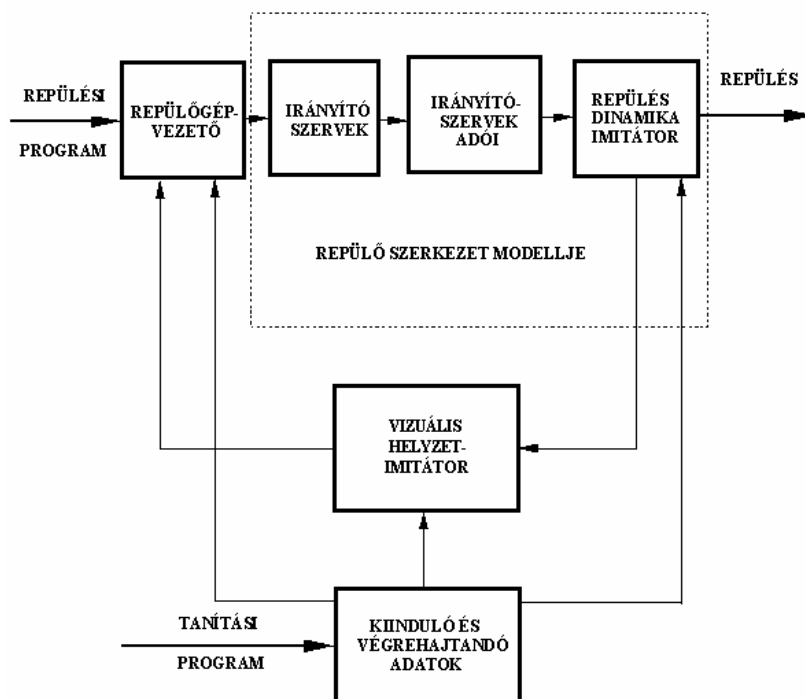 REPÜLÉSI
PROGRAM
REPÜLŐGÉP-
VEZETŐ
IRÁNYÍTÓ
SZERVEK
IRÁNYÍTÓ-
SZERVEK
ADÓI
REPÜLÉS
DINAMIKA
IMITÁTOR
REPÜLÉS
REPÜLŐ SZERKEZET MODELLJE
VIZUÁLIS
HELYZET-
IMITÁTOR
TANÍTÁSI
PROGRAM
KIINDULÓ ÉS
VÉGREHAJTANDÓ
ADATOK